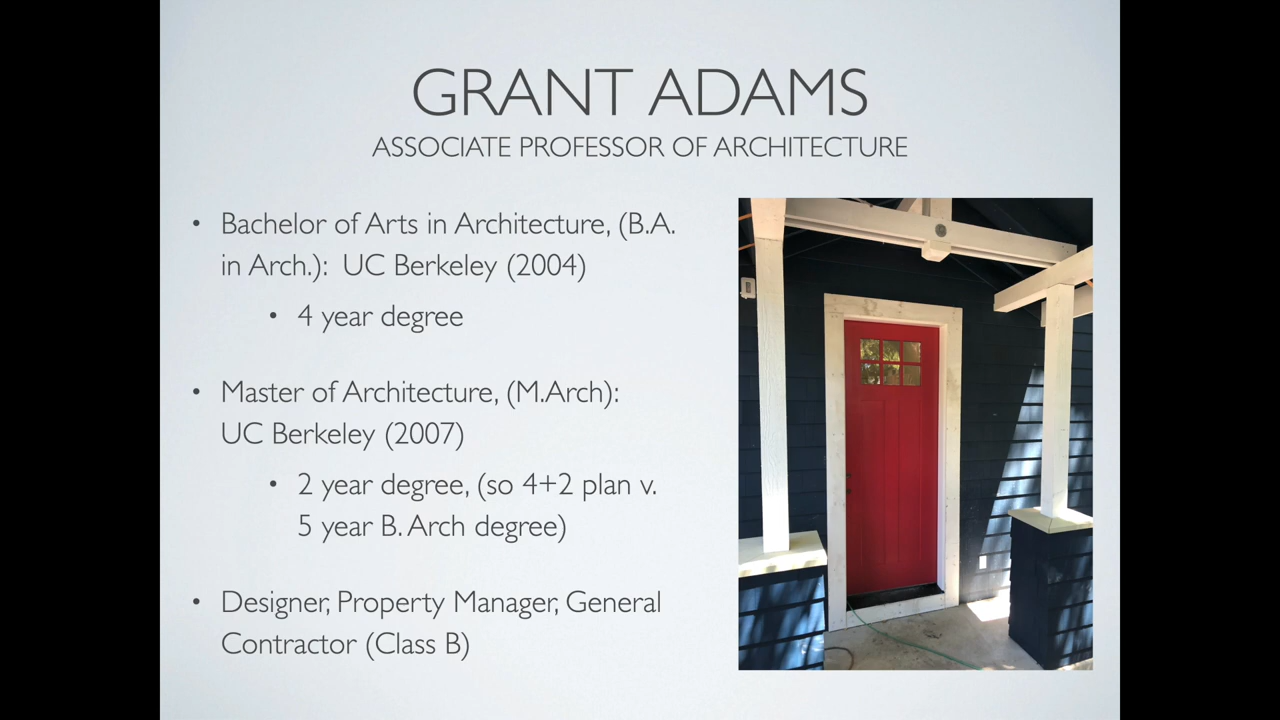 GRANT ADAMS
ASSOCIATE PROFESSOR OF ARCHITECTURE
• Bachelor of Arts in Architecture, (B.A.
in Arch.): UC Berkeley (2004)
• 4 year degree
• Master of Architecture, (M.Arch):
UC Berkeley (2007)
• 2 year degree, (so 4+2 plan v.
5 year B. Arch degree)
• Designer, Property Manager, General
Contractor (Class B)